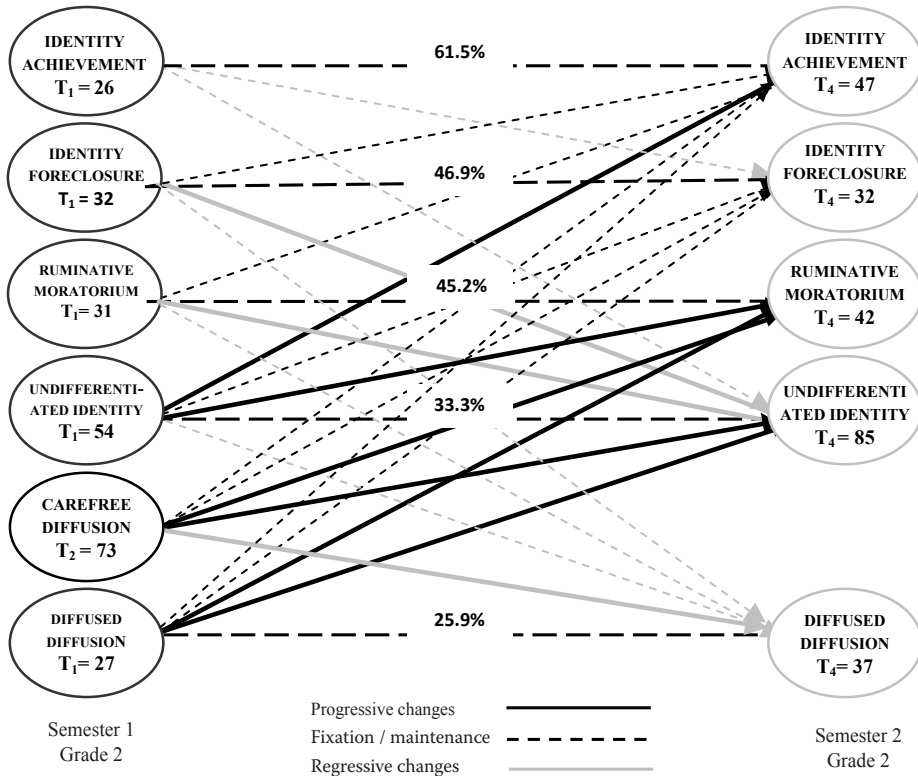 IDENTITY
ACHIEVEMENT
T₁ = 26
61.5%
IDENTITY
ACHIEVEMENT
T₄ = 47
IDENTITY
FORECLOSURE
T₁ = 32
46.9%
IDENTITY
FORECLOSURE
T₄ = 32
RUMINATIVE
MORATORIUM
T₁= 31
45.2%
RUMINATIVE
MORATORIUM
T₄ = 42
UNDIFFERENTI-
ATED IDENTITY
T₁= 54
33.3%
UNDIFFERENTI
ATED IDENTITY
T₄ = 85
CAREFREE
DIFFUSION
T₂ = 73
DIFFUSED
DIFFUSION
T₁= 27
25.9%
DIFFUSED
DIFFUSION
T₄= 37
Semester 1
Grade 2
Progressive changes
Fixation / maintenance
Regressive changes
Semester 2
Grade 2